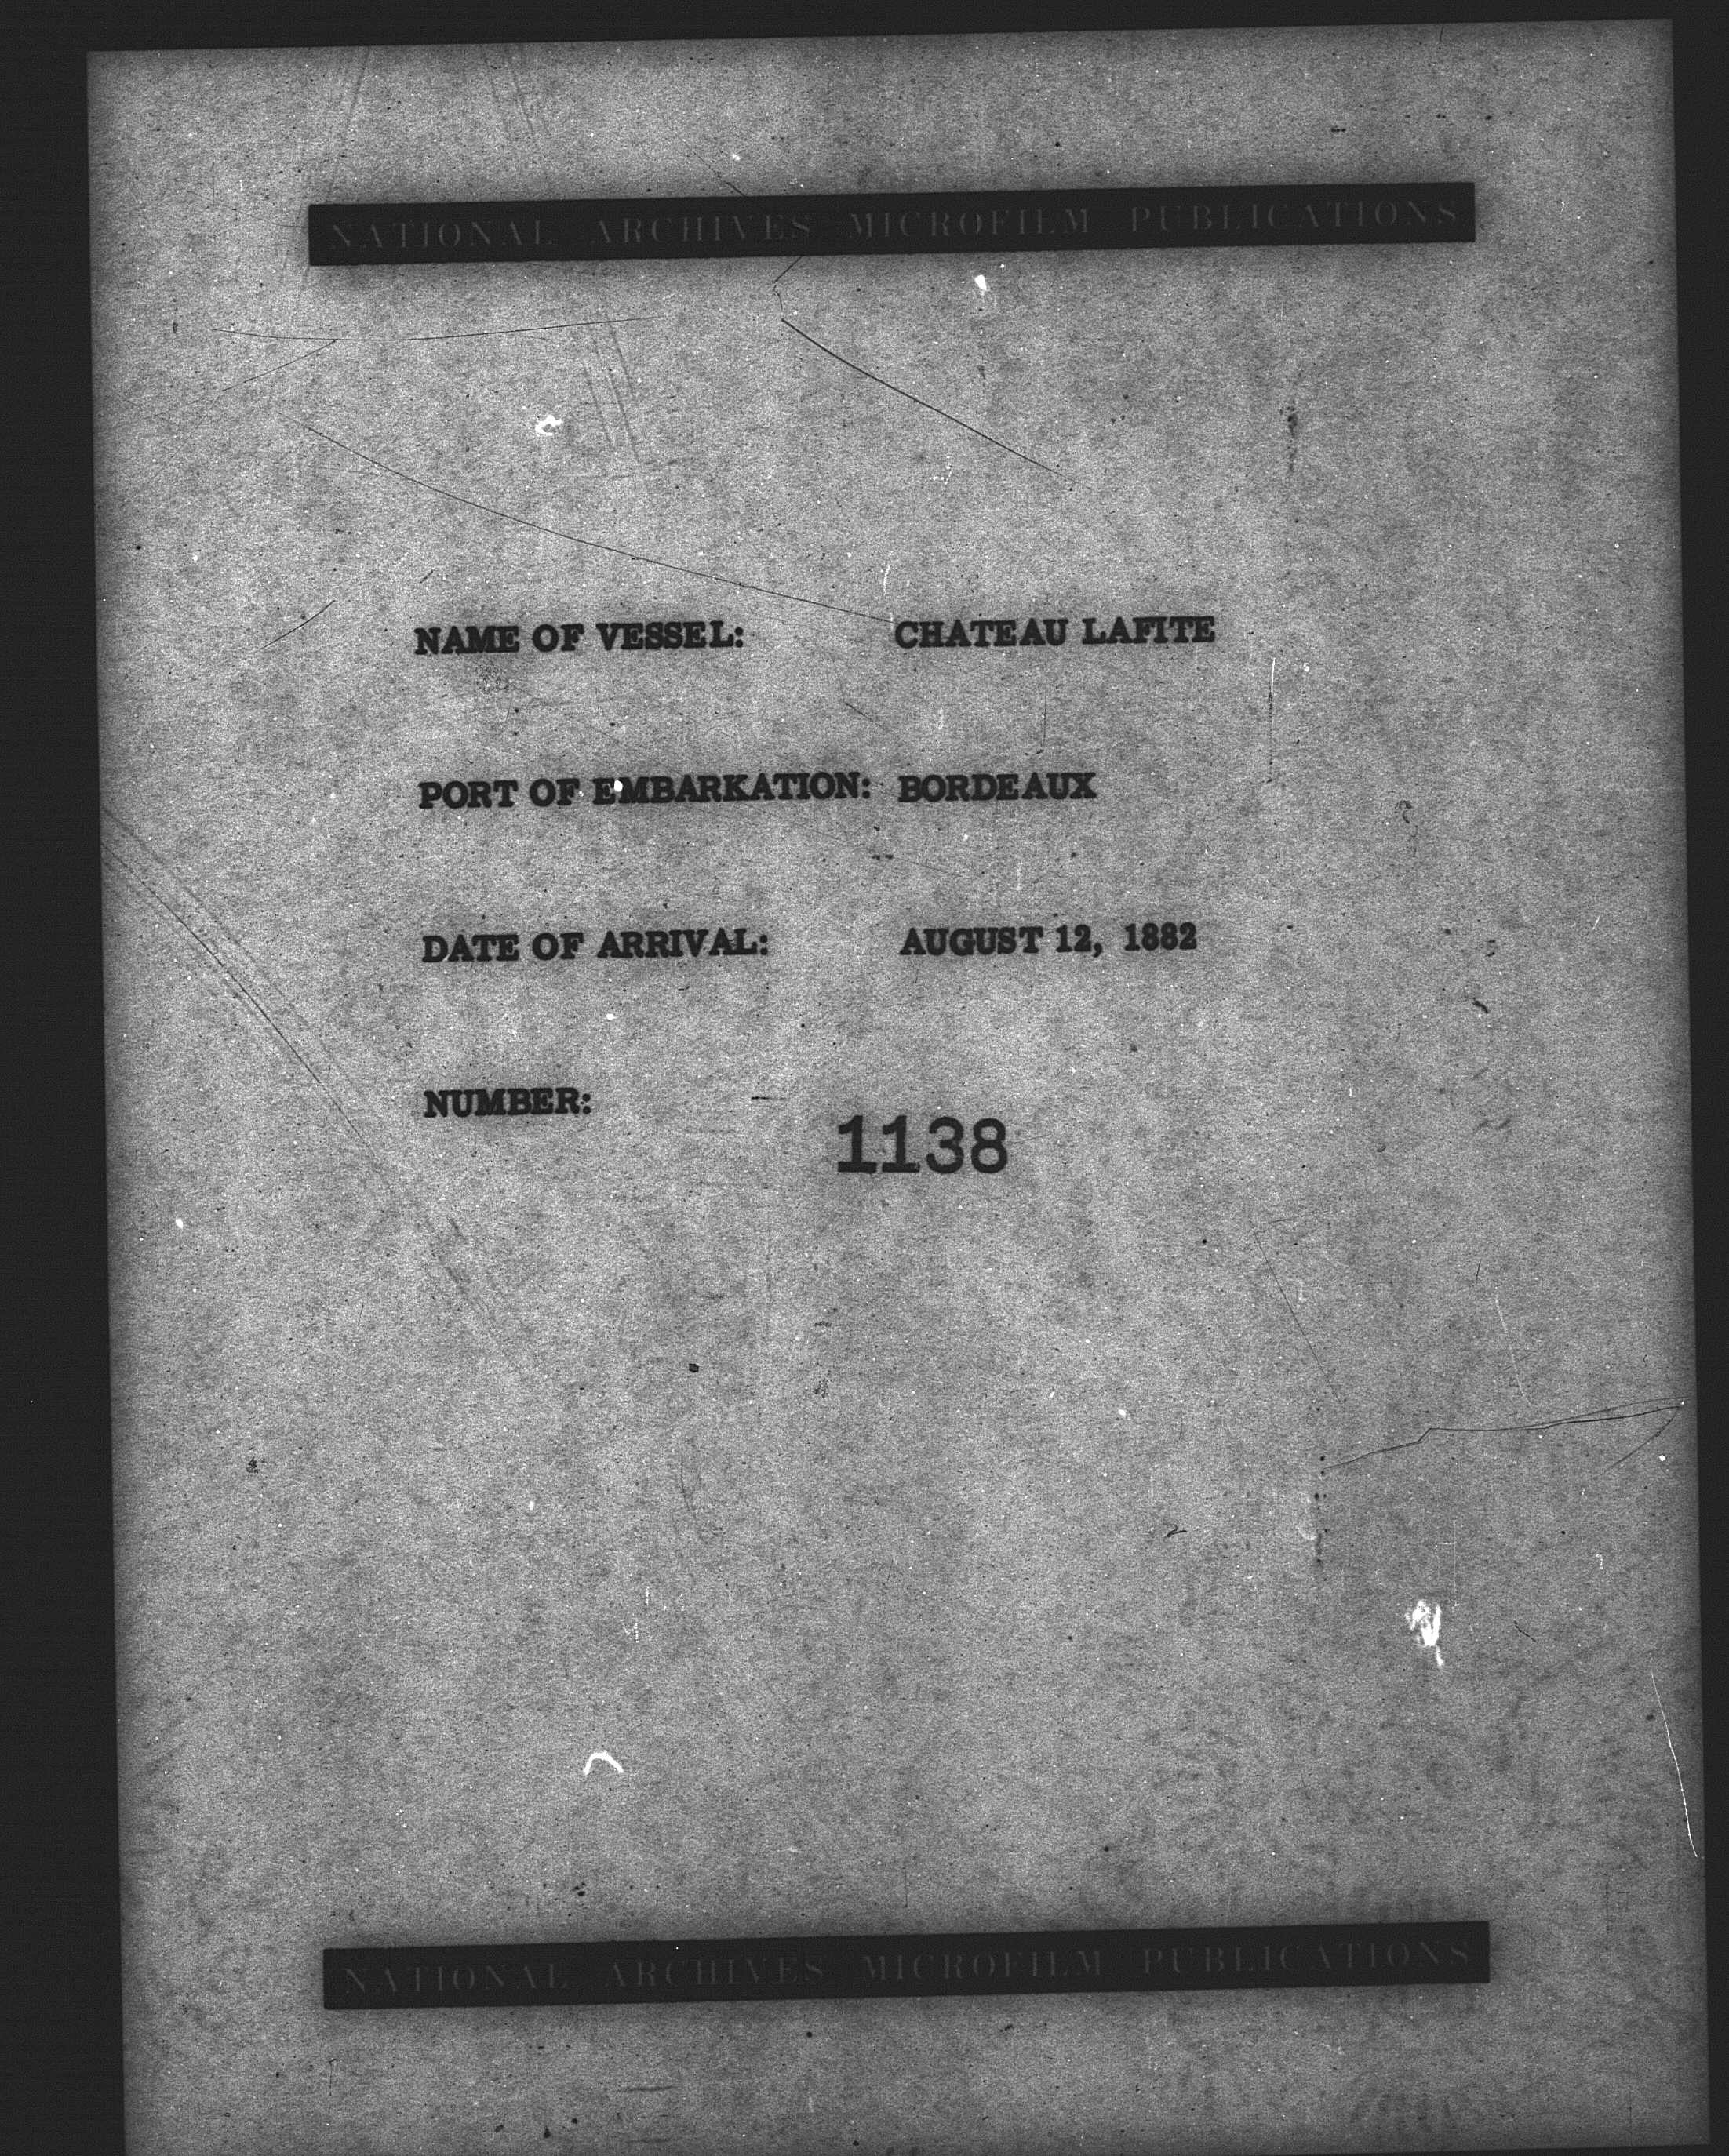 NATIONAL ARCHIVES MICROFILM PUBLICATIONS
NAME OF VESSEL: CHATEAU LAFITE
PORT OF EMBARKATION: BORDEAUX
DATE OF ARRIVAL: AUGUST 12, 1882
NUMBER:
1138
NATIONAL ARCHIVES MICROFILM PUBLICATIONS